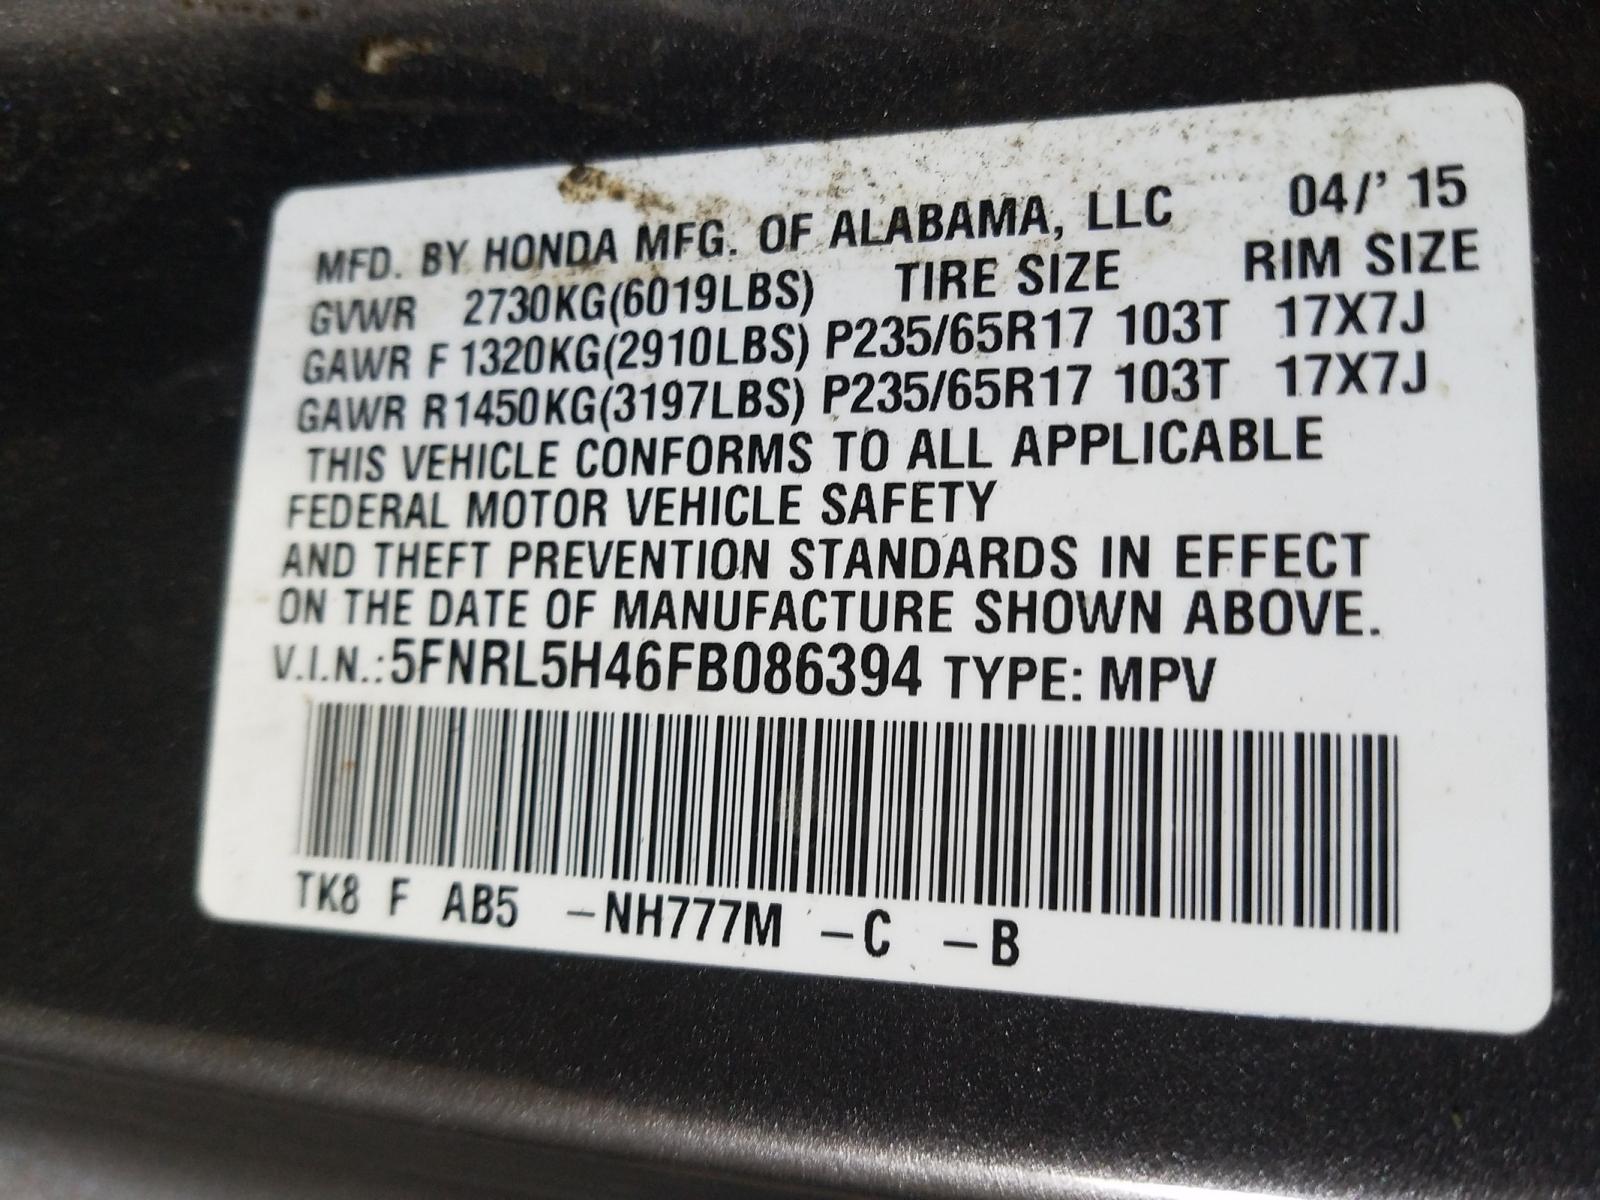 MFD. BY HONDA MFG. OF ALABAMA, LLC 04/' 15
GVWR 2730KG(6019LBS) TIRE SIZE RIM SIZE
GAWR F 1320KG(2910LBS) P235/65R17 103T 17X7J
GAWR R 1450KG(3197LBS) P235/65R17 103T 17X7J
THIS VEHICLE CONFORMS TO ALL APPLICABLE
FEDERAL MOTOR VEHICLE SAFETY
AND THEFT PREVENTION STANDARDS IN EFFECT
ON THE DATE OF MANUFACTURE SHOWN ABOVE.
V.I.N.:5FNRL5H46FB086394 TYPE: MPV
TK8 F AB5 –NH777M –C –B